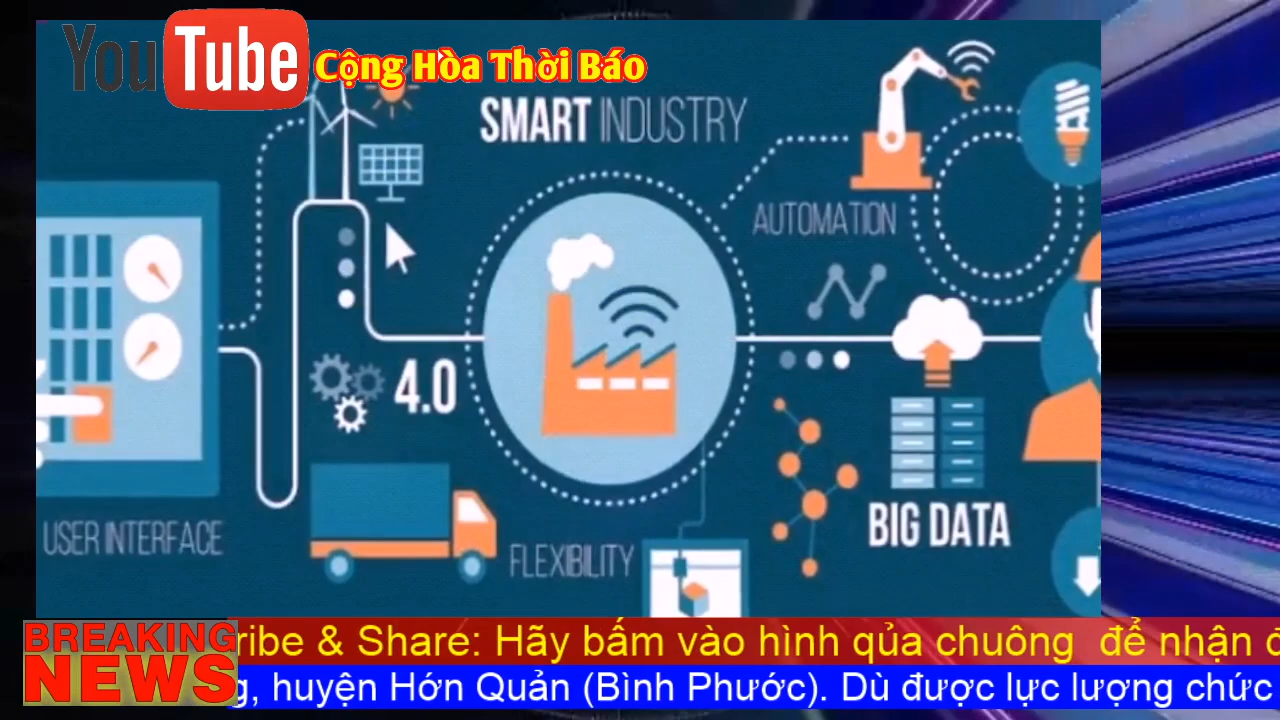 YouTube
Cộng Hòa Thời Báo
SMART INDUSTRY
AUTOMATION
4.0
USER INTERFACE
FLEXIBILITY
BIG DATA
BREAKING
NEWS
ribe & Share: Hãy bấm vào hình qủa chuông để nhận
g, huyện Hớn Quản (Bình Phước). Dù được lực lượng chức